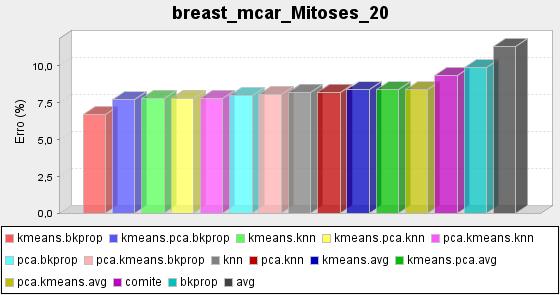 breast_mcar_Mitoses_20
Erro (%)
10,0
7,5
5,0
2,5
0,0
kmeans.bkprop kmeans.pca.bkprop kmeans.knn kmeans.pca.knn pca.kmeans.knn
pca.bkprop pca.kmeans.bkprop knn pca.knn kmeans.avg kmeans.pca.avg
pca.kmeans.avg comite bkprop avg